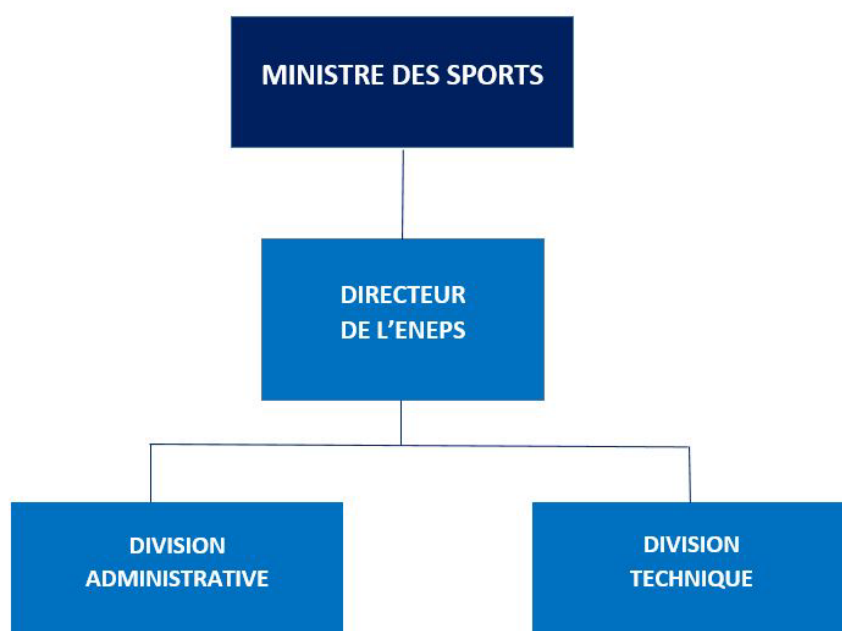 MINISTRE DES SPORTS
DIRECTEUR
DE L'ENEPS
DIVISION
ADMINISTRATIVE
DIVISION
TECHNIQUE